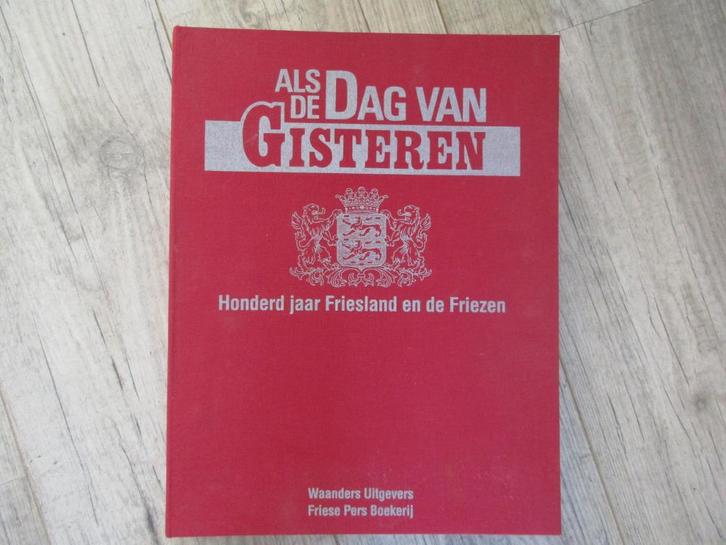 ALS
DE DAG VAN
GISTEREN
Honderd jaar Friesland en de Friezen
Waanders Uitgevers
Friese Pers Boekerij